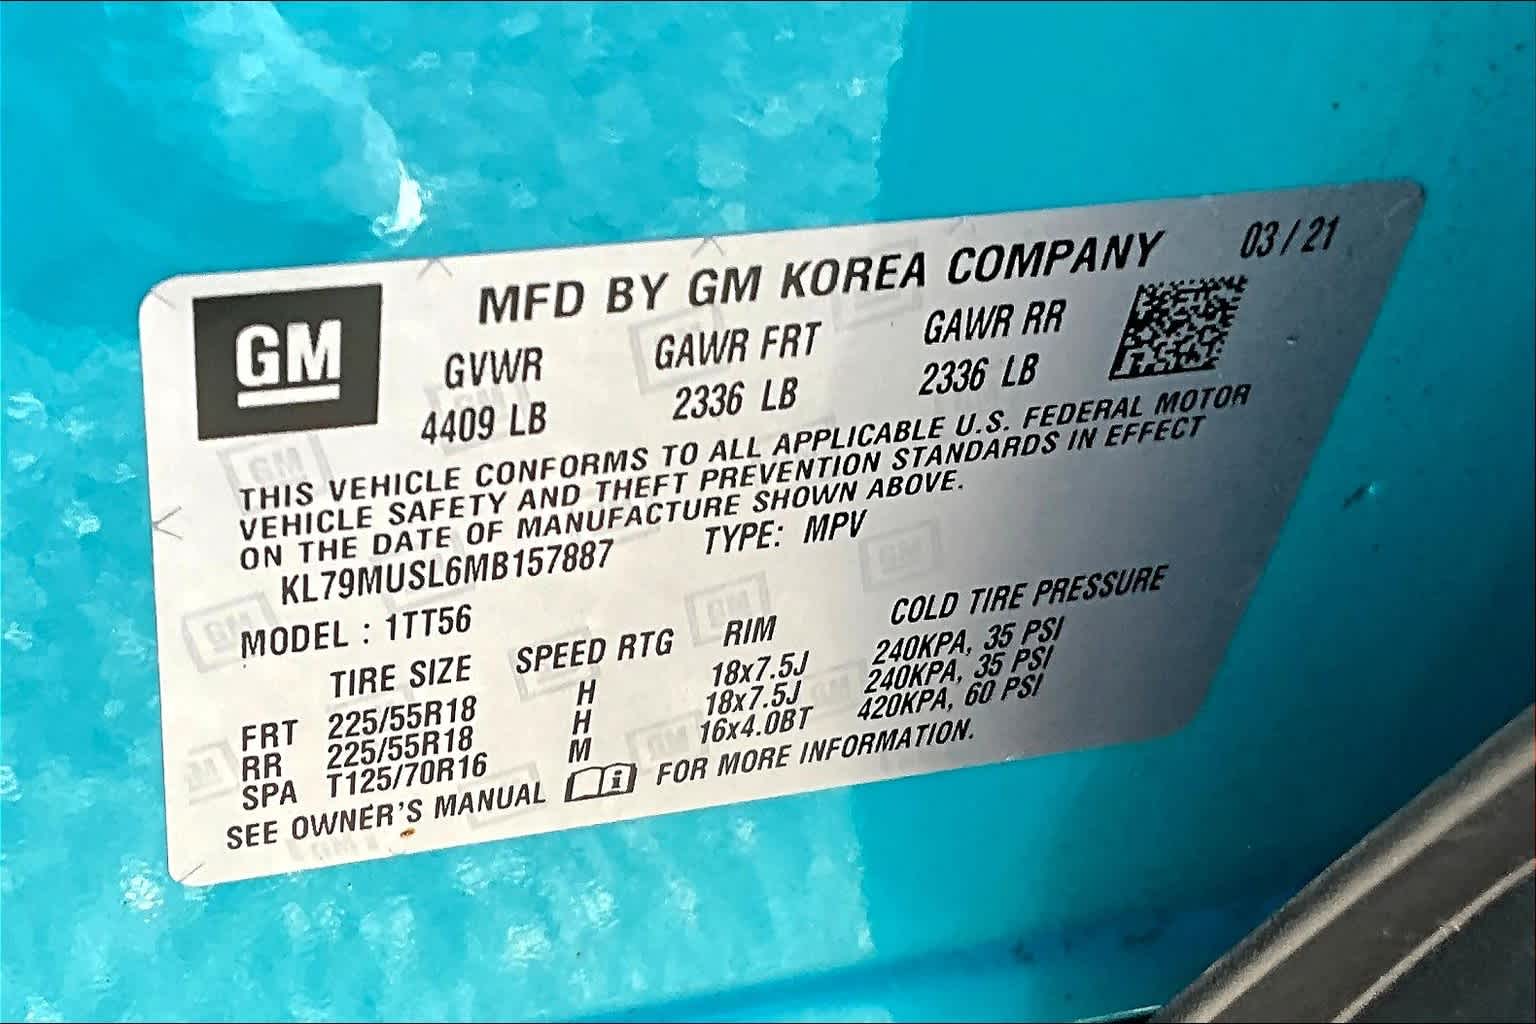 GM
MFD BY GM KOREA COMPANY 03/21
GVWR GAWR FRT GAWR RR
4409 LB 2336 LB 2336 LB
THIS VEHICLE CONFORMS TO ALL APPLICABLE U.S. FEDERAL MOTOR
VEHICLE SAFETY AND THEFT PREVENTION STANDARDS IN EFFECT
ON THE DATE OF MANUFACTURE SHOWN ABOVE.
KL79MUSL6MB157887 TYPE: MPV
MODEL : 1TT56
TIRE SIZE SPEED RTG RIM COLD TIRE PRESSURE
FRT 225/55R18 H 18x7.5J 240KPA, 35 PSI
RR 225/55R18 H 18x7.5J 240KPA, 35 PSI
SPA T125/70R16 M 16x4.0BT 420KPA, 60 PSI
SEE OWNER'S MANUAL FOR MORE INFORMATION.